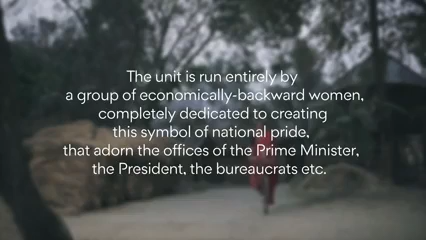 The unit is run entirely by
a group of economically-backward women,
completely dedicated to creating
this symbol of national pride,
that adorn the offices of the Prime Minister,
the President, the bureaucrats etc.